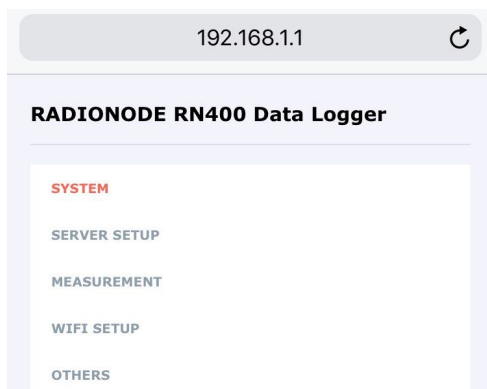 192.168.1.1
RADIONODE RN400 Data Logger
SYSTEM
SERVER SETUP
MEASUREMENT
WIFI SETUP
OTHERS